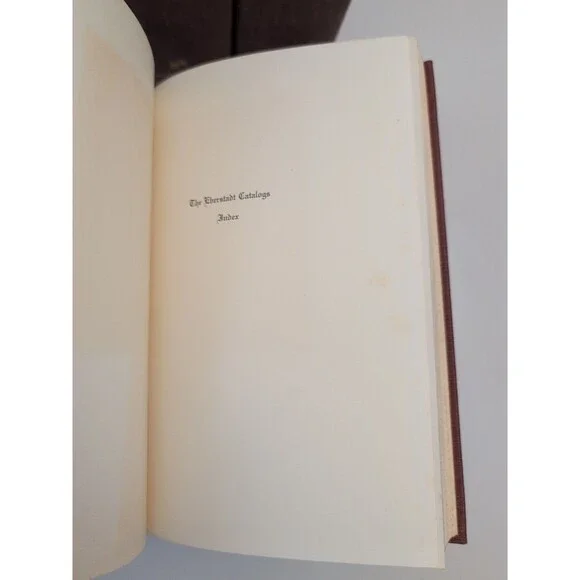 The Eberstadt Catalogs
Index